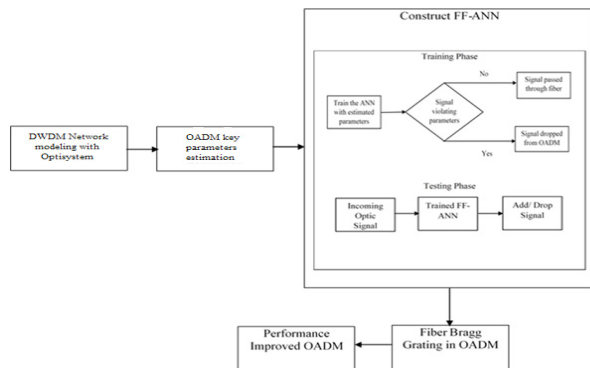 Construct FF-ANN
Training Phase
No
Signal passed
through fiber
Train the ANN
with estimated
parameters
Signal
violating
parameters
Signal dropped
from OADM
Yes
DWDM Network
modeling with
Optisystem
OADM key
parameters
estimation
Testing Phase
Incoming
Optic
Signal
Trained FF-
ANN
Add/ Drop
Signal
Performance
Improved OADM
Fiber Bragg
Grating in OADM